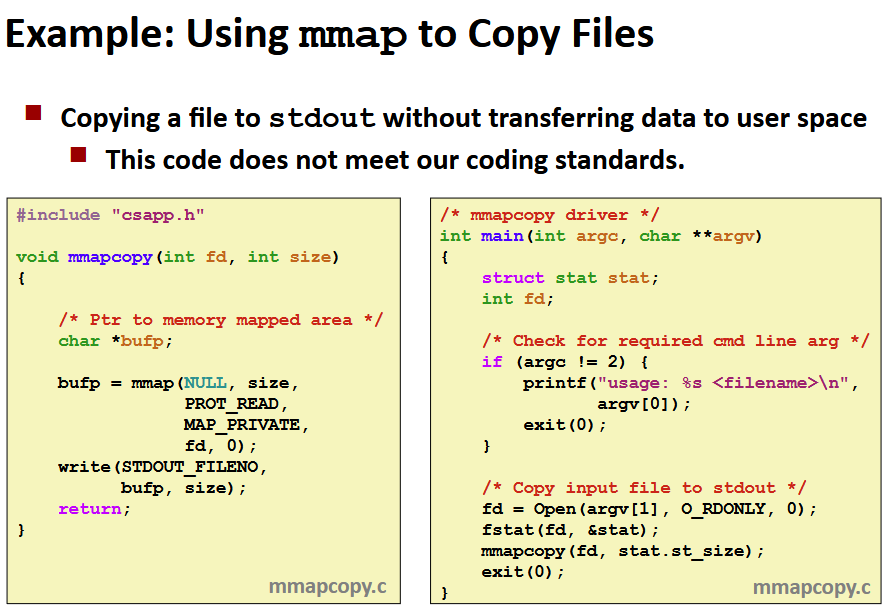 Example: Using mmap to Copy Files
Copying a file to stdout without transferring data to user space
This code does not meet our coding standards.
#include "csapp.h"
void mmapcopy(int fd, int size)
{
/* Ptr to memory mapped area */
char *bufp;
bufp = mmap(NULL, size,
PROT_READ,
MAP_PRIVATE,
fd, 0);
write(STDOUT_FILENO,
bufp, size);
return;
}
mmapcopy.c
/* mmapcopy driver */
int main(int argc, char **argv)
{
struct stat stat;
int fd;
/* Check for required cmd line arg */
if (argc != 2) {
printf("usage: %s <filename>\n",
argv[0]);
exit(0);
}
/* Copy input file to stdout */
fd = Open(argv[1], O_RDONLY, 0);
fstat(fd, &stat);
mmapcopy(fd, stat.st_size);
exit(0);
}
mmapcopy.c